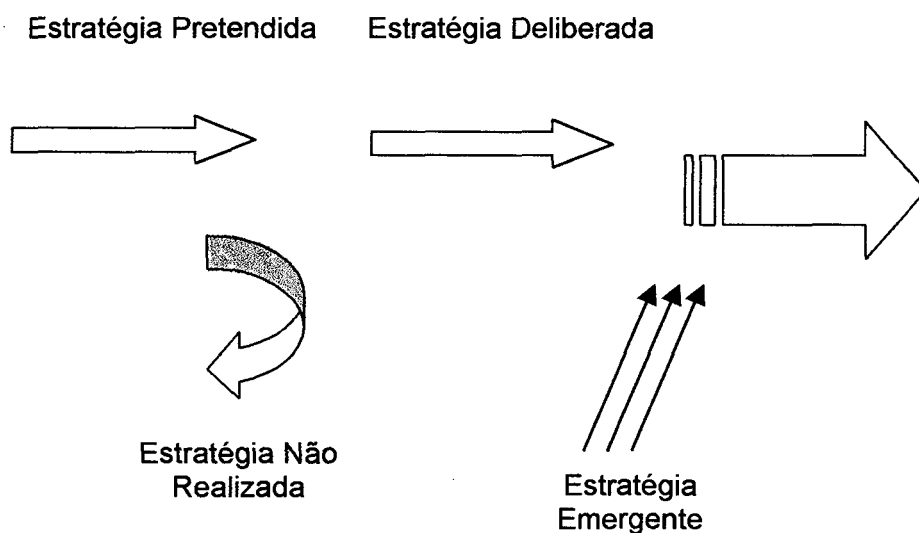 Estratégia Pretendida
Estratégia Deliberada
Estratégia Não
Realizada
Estratégia
Emergente